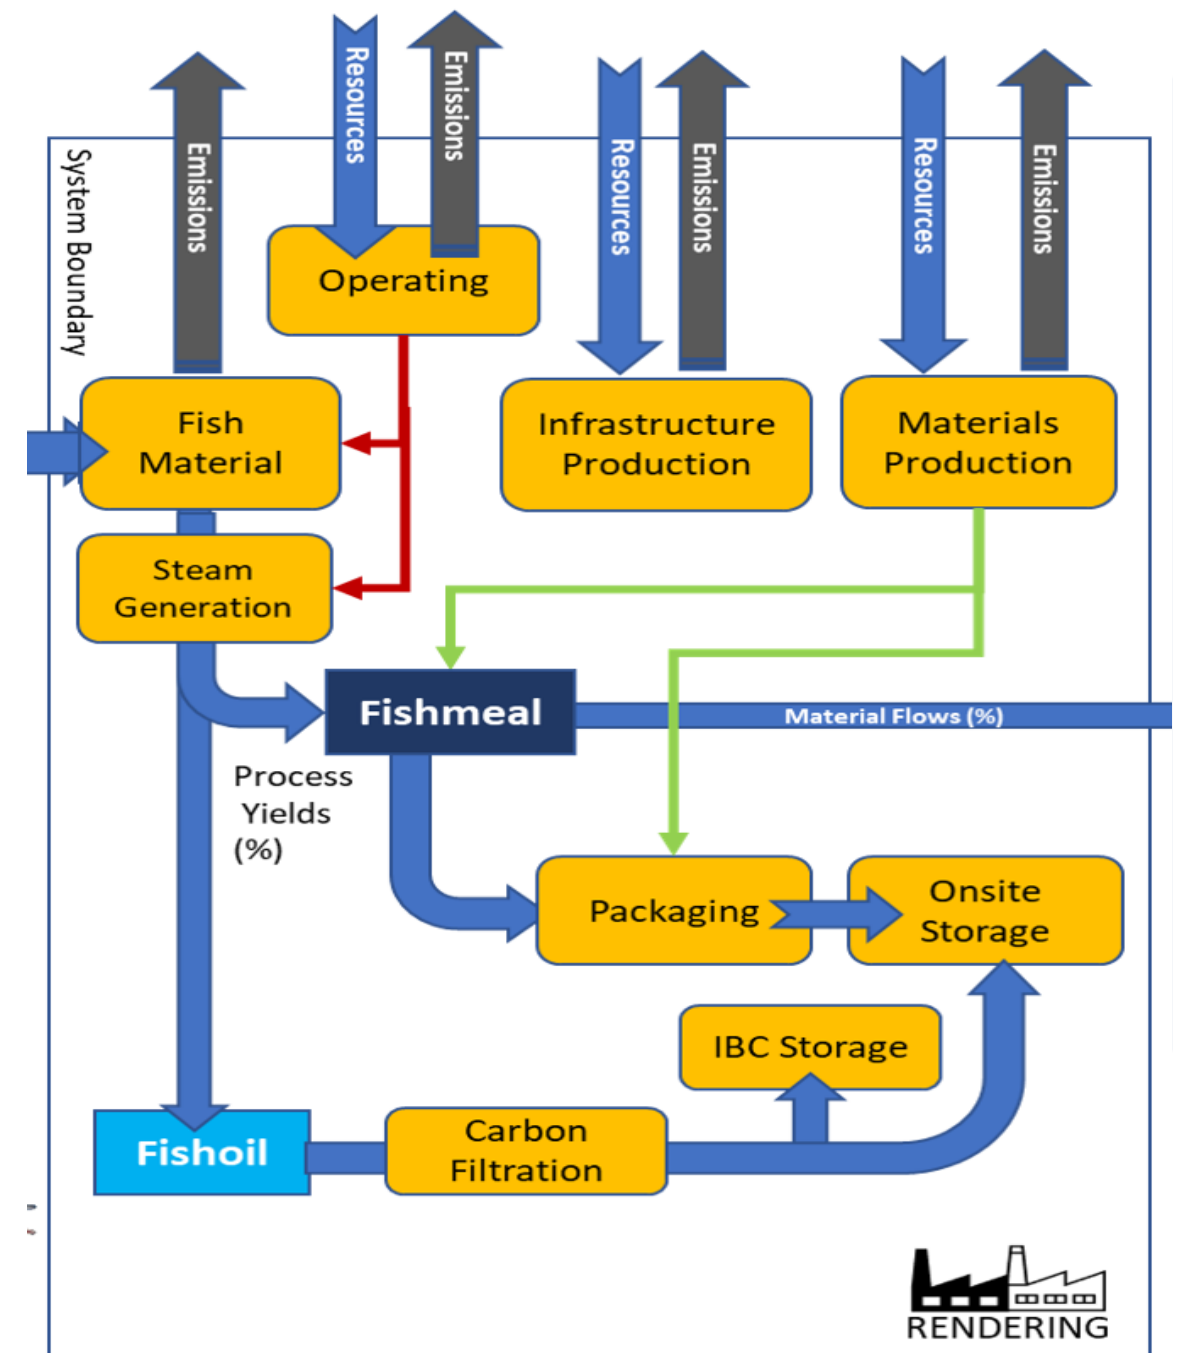 Resources
Emissions
Emissions
Resources
Emissions
Resources
Emissions
System Boundary
Operating
Fish
Material
Infrastructure
Production
Materials
Production
Steam
Generation
Fishmeal
Material Flows (%)
Process
Yields
(%)
Packaging
Onsite
Storage
IBC Storage
Fishoil
Carbon
Filtration
RENDERING